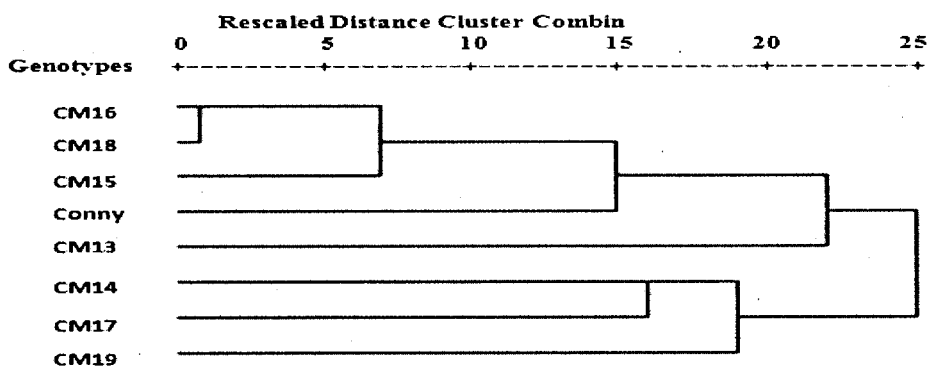 Rescaled Distance Cluster Combin
0 5 10 15 20 25
Genotypes
CM16
CM18
CM15
Conny
CM13
CM14
CM17
CM19